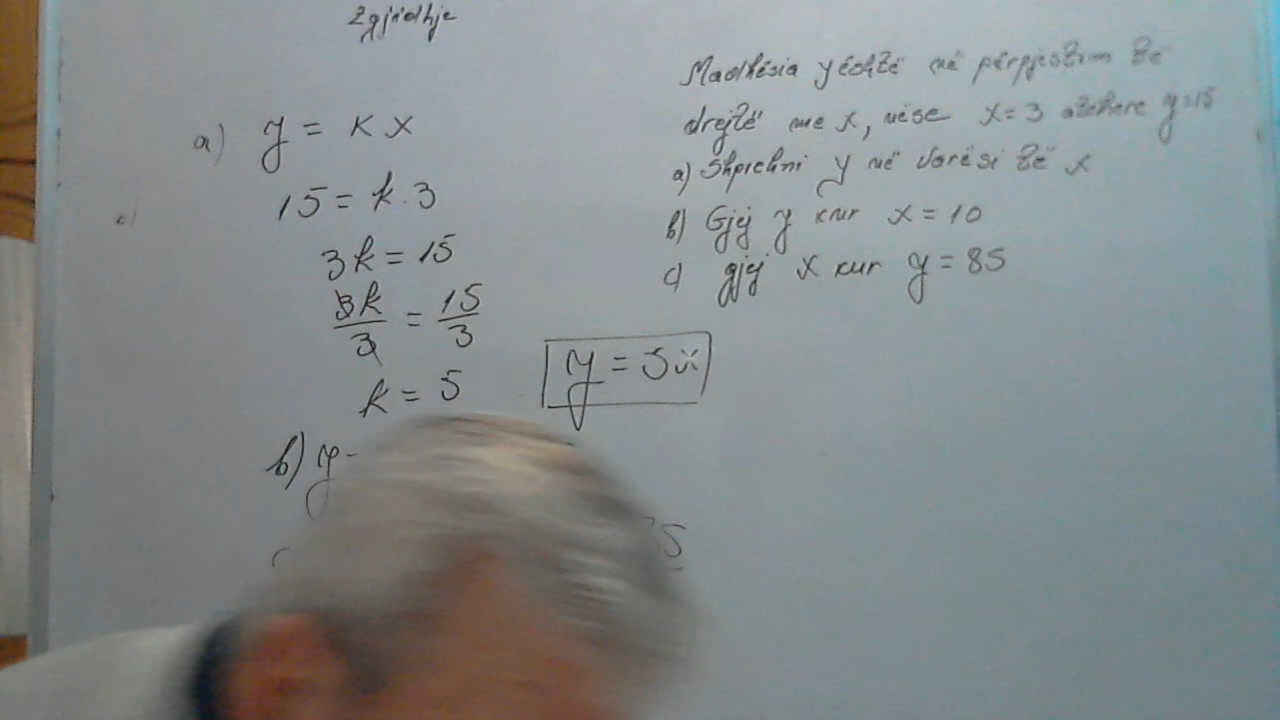 Zgjidhje
Madhësia y është në përpjestim të
drejtë me x, nëse x=3 atëhere y=15
a) Shprehni y në varësi të x
b) Gjej y kur x=10
c) gjej x kur y=85
a) y = kx
15 = k.3
c)
3k = 15
3k/3 = 15/3
k = 5
y = 5x
b) y-